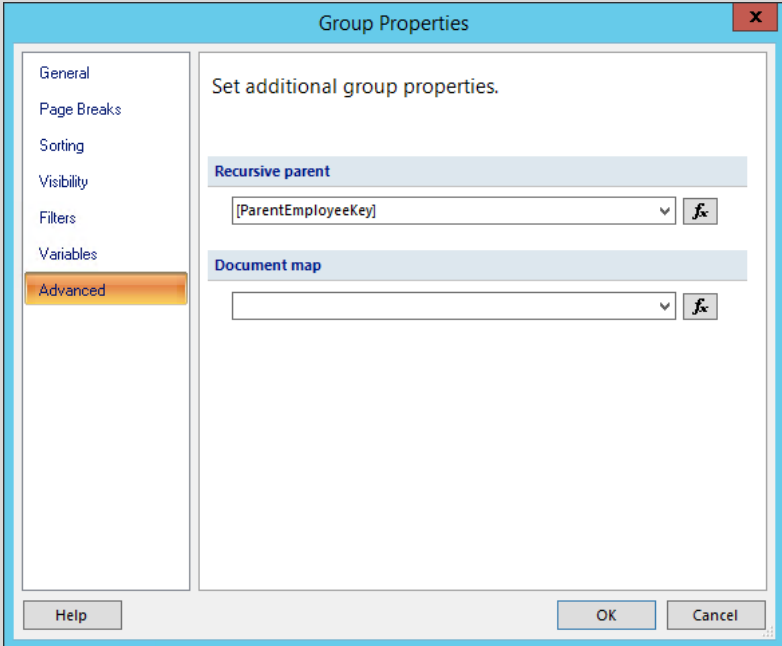 Group Properties
x
General
Page Breaks
Sorting
Visibility
Filters
Variables
Advanced
Set additional group properties.
Recursive parent
[ParentEmployeeKey]
fx
Document map
fx
Help
OK
Cancel